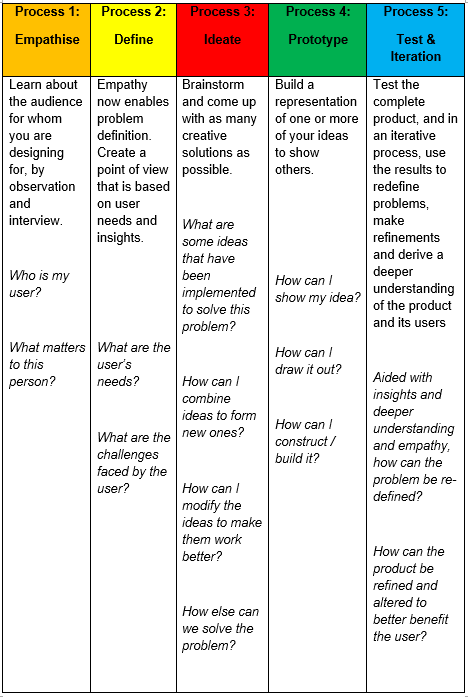 Process 1:
Empathise
Process 2:
Define
Process 3:
Ideate
Process 4:
Prototype
Process 5:
Test &
Iteration
Learn about
the audience
for whom
you are
designing
for, by
observation
and
interview.
Who is my
user?
What matters
to this
person?
Empathy
now enables
problem
definition.
Create a
point of view
that is based
on user
needs and
insights.
What are the
user's
needs?
What are the
challenges
faced by the
user?
Brainstorm
and come up
with as many
creative
solutions as
possible.
What are
some ideas
that have
been
implemented
to solve this
problem?
How can I
combine
ideas to form
new ones?
How can I
modify the
ideas to make
them work
better?
How else can
we solve the
problem?
Build a
representation
of one or more
of your ideas
to show
others.
How can I
show my idea?
How can I
draw it out?
How can I
construct /
build it?
Test the
complete
product, and in
an iterative
process, use
the results to
redefine
problems,
make
refinements
and derive a
deeper
understanding
of the product
and its users
Aided with
insights and
deeper
understanding
and empathy,
how can the
problem be re-
defined?
How can the
product be
refined and
altered to
better benefit
the user?